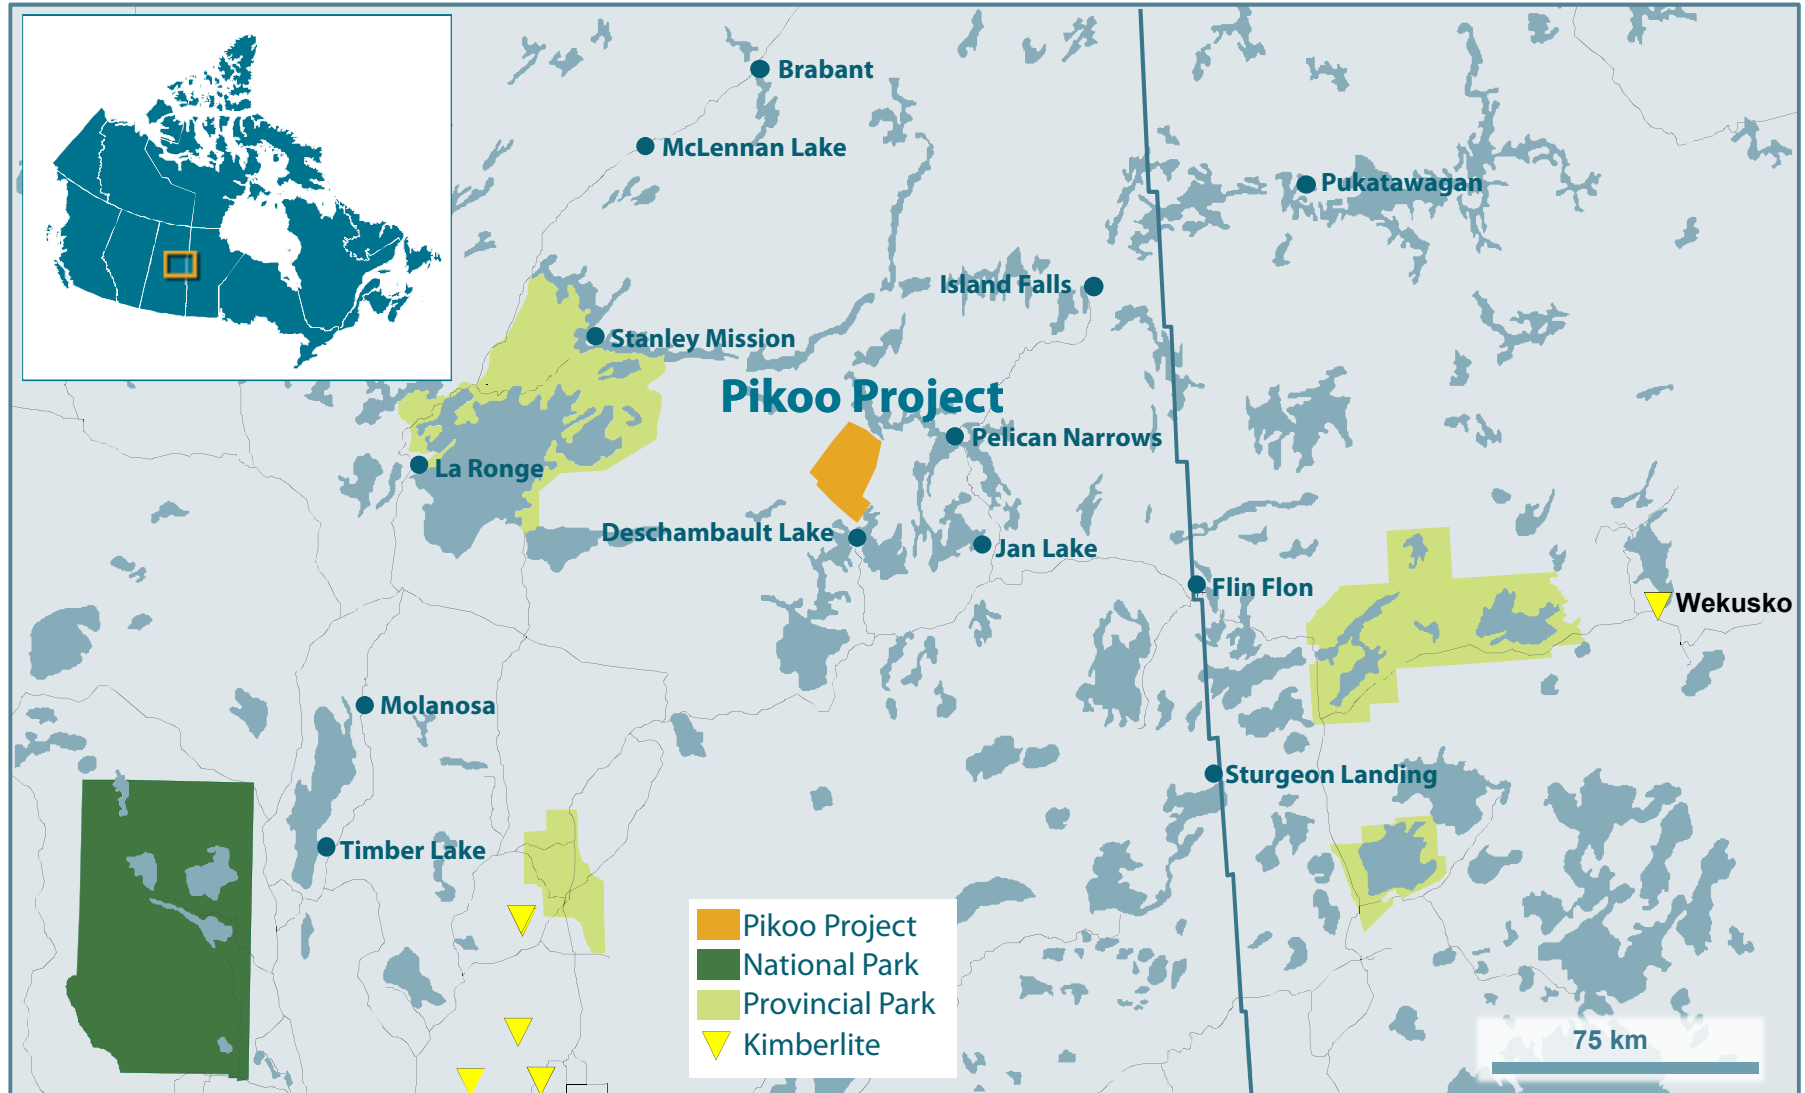 Brabant
McLennan Lake
Pukatawagan
Island Falls
Stanley Mission
Pikoo Project
Pelican Narrows
La Ronge
Deschambault Lake
Jan Lake
Flin Flon
Wekusko
Molanosa
Sturgeon Landing
Timber Lake
Pikoo Project
National Park
Provincial Park
Kimberlite
75 km